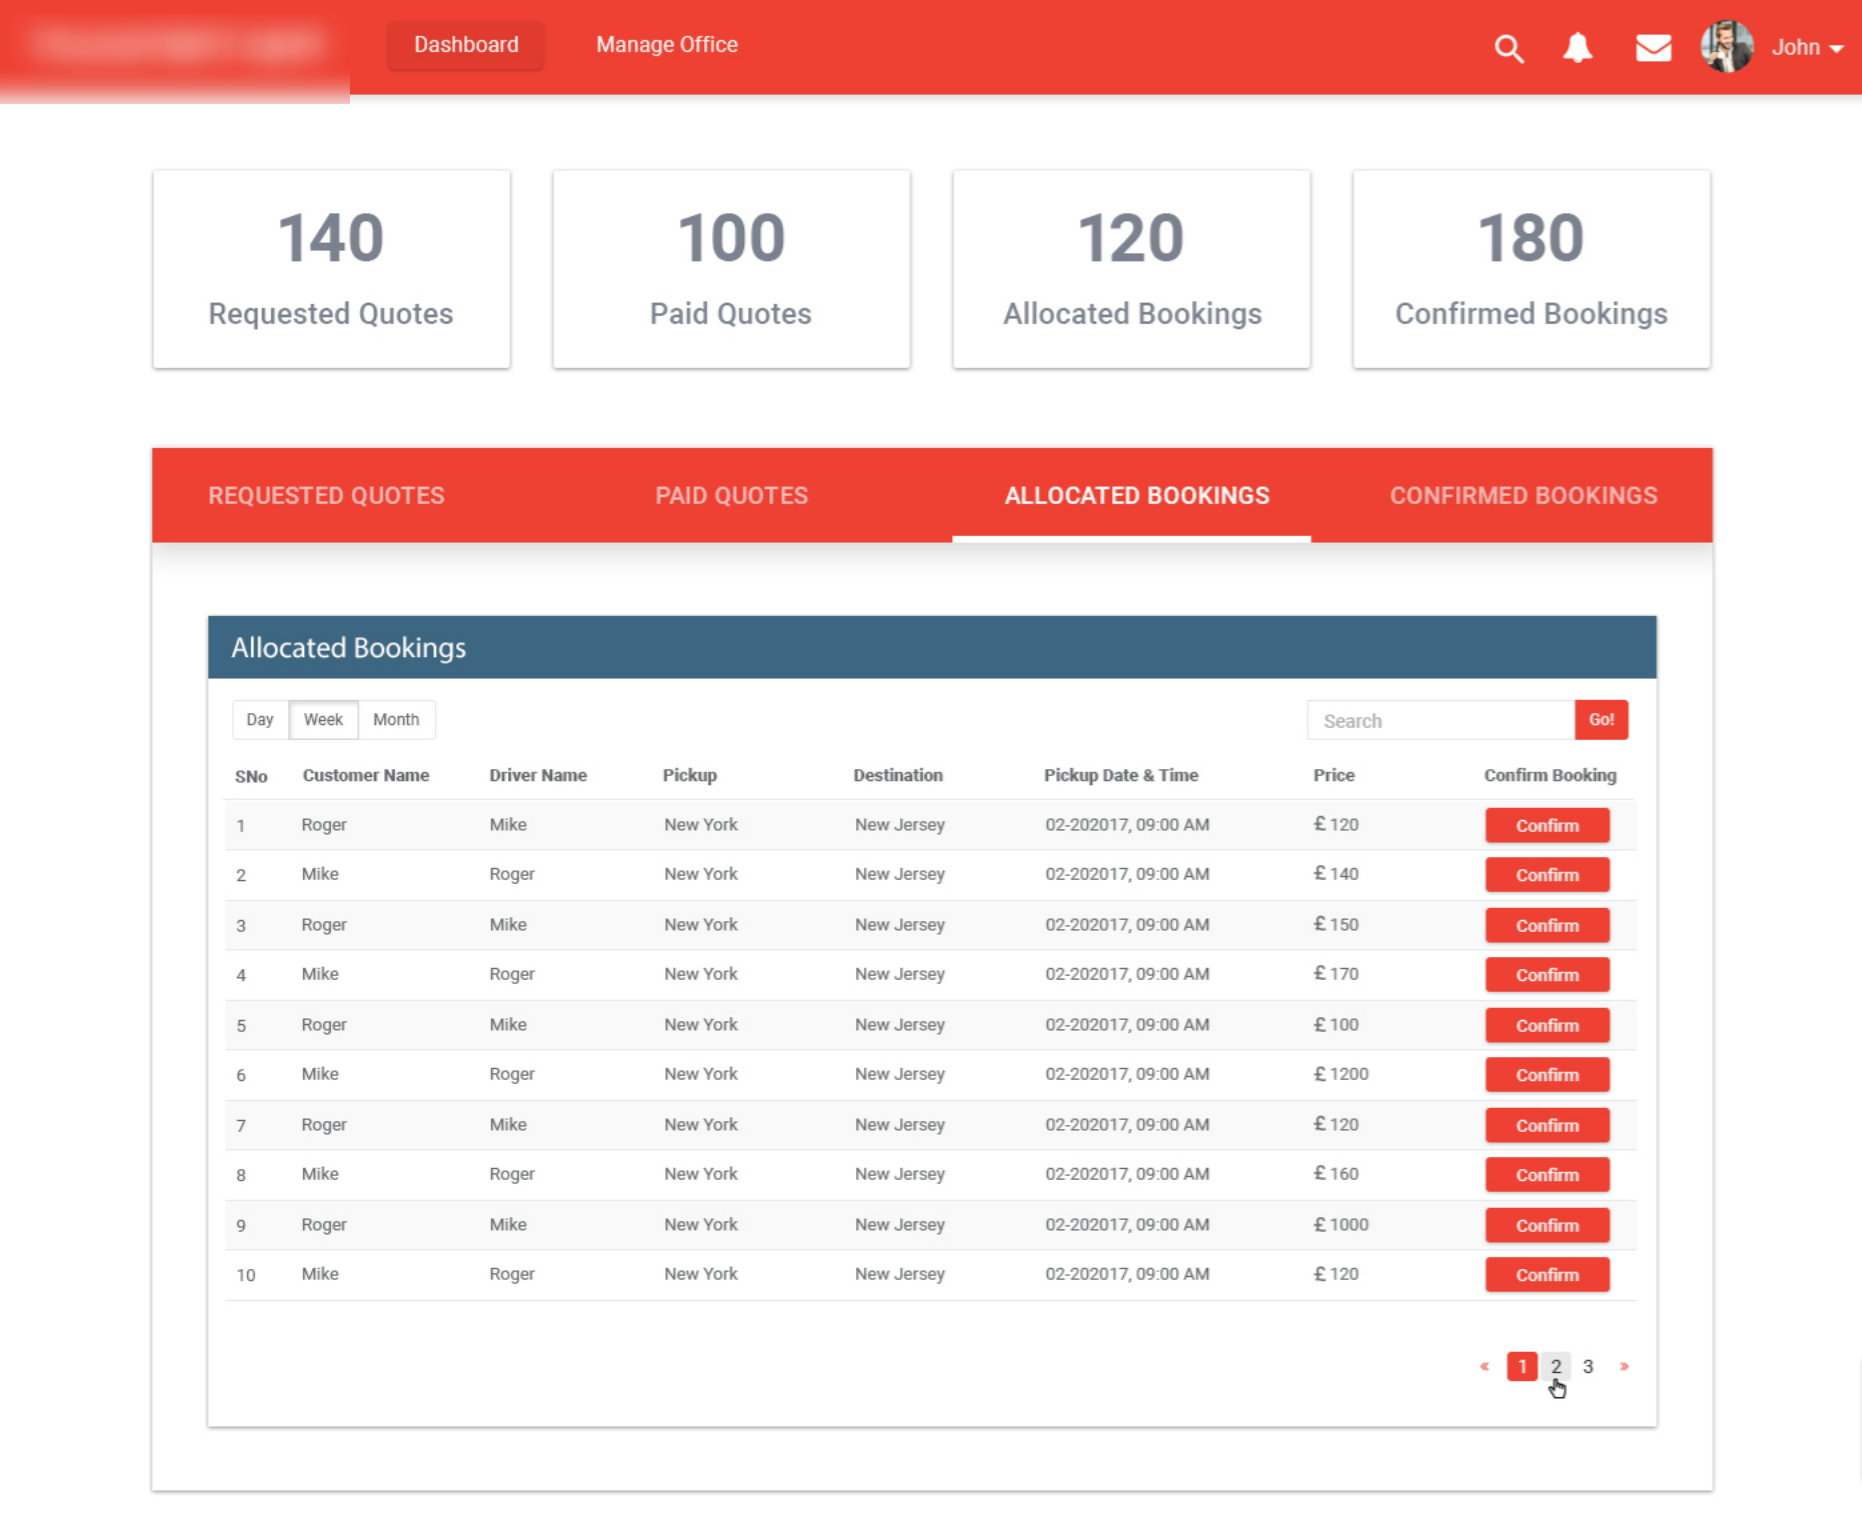 Dashboard Manage Office John
140 100 120 180
Requested Quotes Paid Quotes Allocated Bookings Confirmed Bookings
REQUESTED QUOTES PAID QUOTES ALLOCATED BOOKINGS CONFIRMED BOOKINGS
Allocated Bookings
Day Week Month Search Go!
SNo Customer Name Driver Name Pickup Destination Pickup Date & Time Price Confirm Booking
1 Roger Mike New York New Jersey 02-202017, 09:00 AM £ 120 Confirm
2 Mike Roger New York New Jersey 02-202017, 09:00 AM £ 140 Confirm
3 Roger Mike New York New Jersey 02-202017, 09:00 AM £ 150 Confirm
4 Mike Roger New York New Jersey 02-202017, 09:00 AM £ 170 Confirm
5 Roger Mike New York New Jersey 02-202017, 09:00 AM £ 100 Confirm
6 Mike Roger New York New Jersey 02-202017, 09:00 AM £ 1200 Confirm
7 Roger Mike New York New Jersey 02-202017, 09:00 AM £ 120 Confirm
8 Mike Roger New York New Jersey 02-202017, 09:00 AM £ 160 Confirm
9 Roger Mike New York New Jersey 02-202017, 09:00 AM £ 1000 Confirm
10 Mike Roger New York New Jersey 02-202017, 09:00 AM £ 120 Confirm
« 1 2 3 »